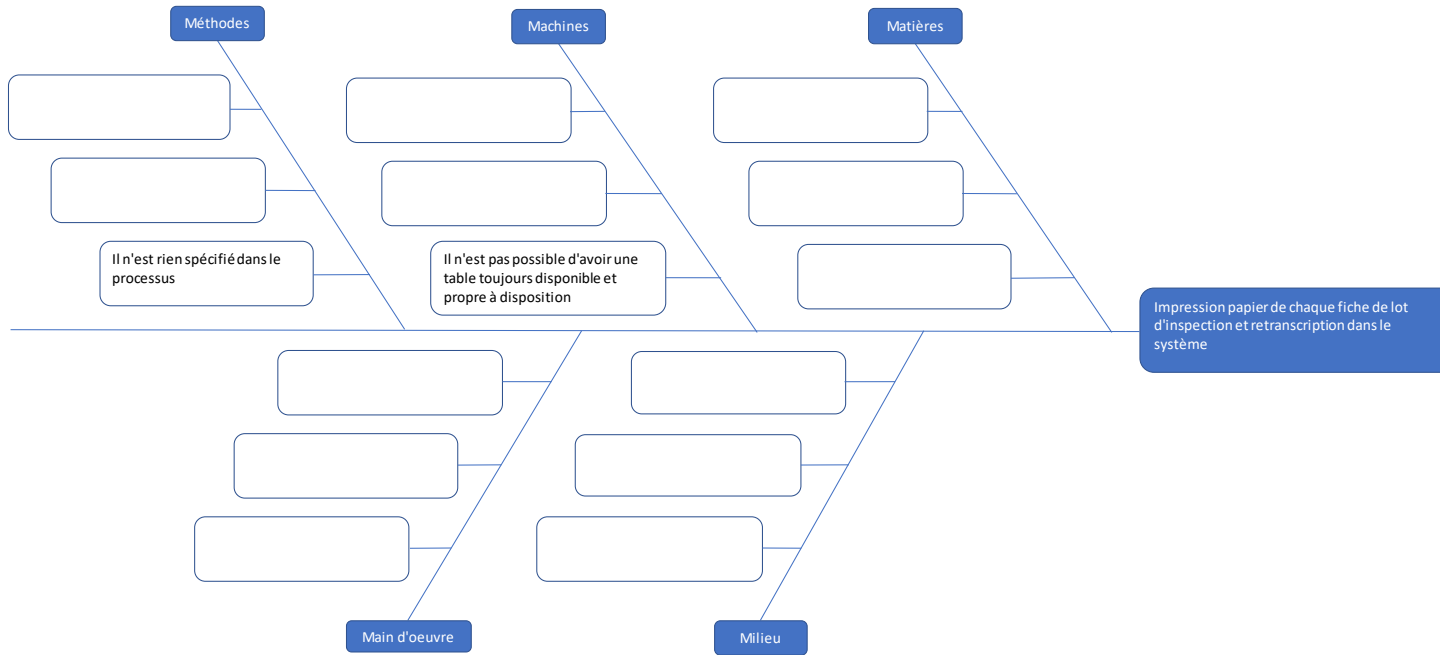 Méthodes
Machines
Matières
Il n'est rien spécifié dans le
processus
Il n'est pas possible d'avoir une
table toujours disponible et
propre à disposition
Impression papier de chaque fiche de lot
d'inspection et retranscription dans le
système
Main d'oeuvre
Milieu